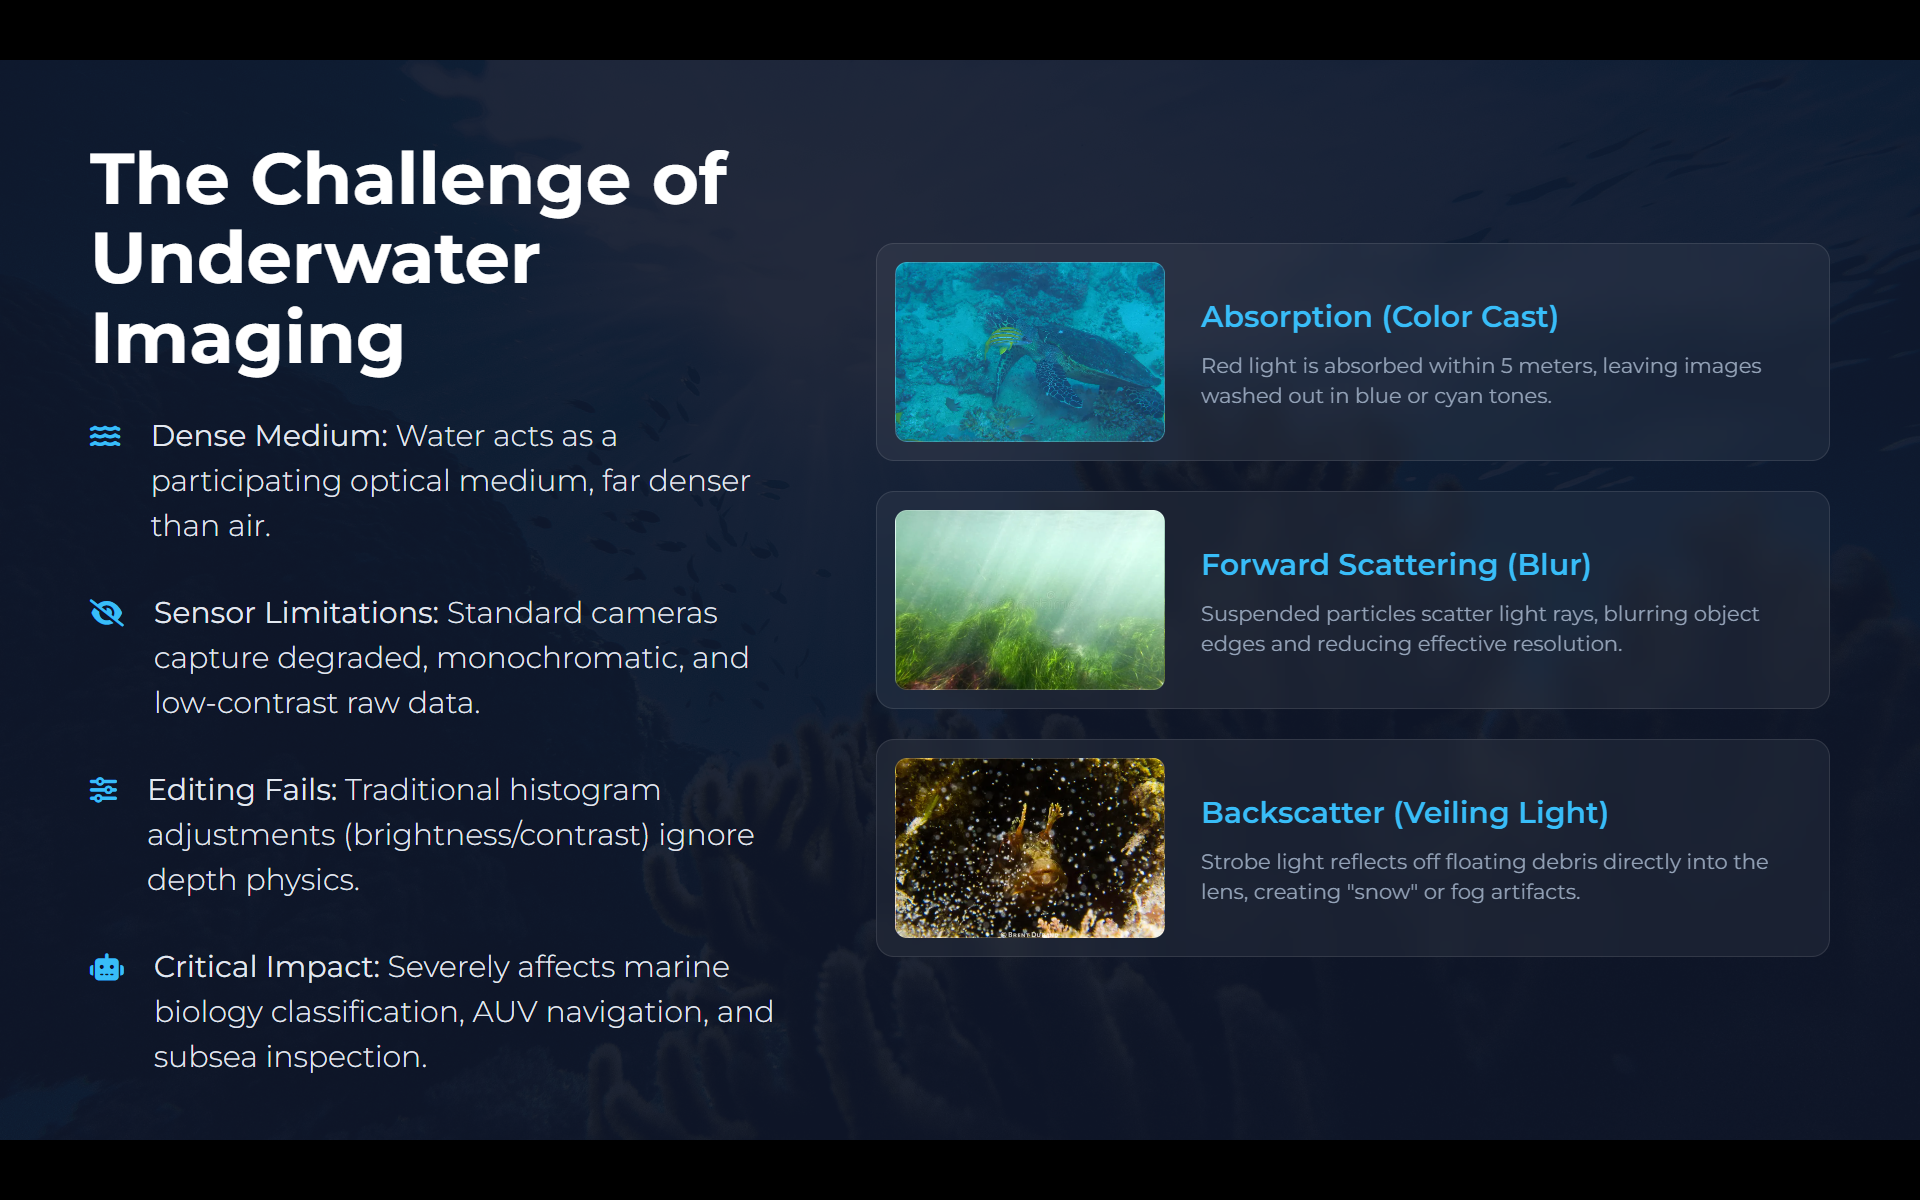 The Challenge of
Underwater
Imaging
Dense Medium: Water acts as a
participating optical medium, far denser
than air.
Sensor Limitations: Standard cameras
capture degraded, monochromatic, and
low-contrast raw data.
Editing Fails: Traditional histogram
adjustments (brightness/contrast) ignore
depth physics.
Critical Impact: Severely affects marine
biology classification, AUV navigation, and
subsea inspection.
Absorption (Color Cast)
Red light is absorbed within 5 meters, leaving images
washed out in blue or cyan tones.
Forward Scattering (Blur)
Suspended particles scatter light rays, blurring object
edges and reducing effective resolution.
Backscatter (Veiling Light)
Strobe light reflects off floating debris directly into the
lens, creating "snow" or fog artifacts.